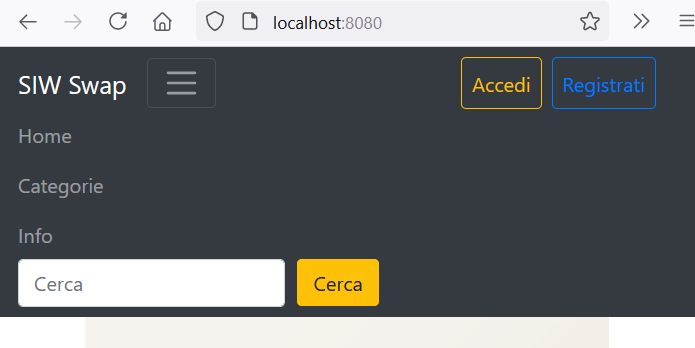 localhost:8080
SIW Swap Accedi Registrati
Home
Categorie
Info
Cerca Cerca